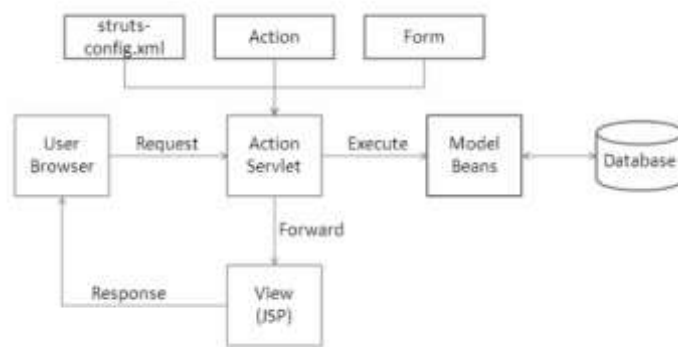 struts-
config.xml
Action
Form
User
Browser
Request
Action
Servlet
Execute
Model
Beans
Database
Forward
Response
View
(JSP)